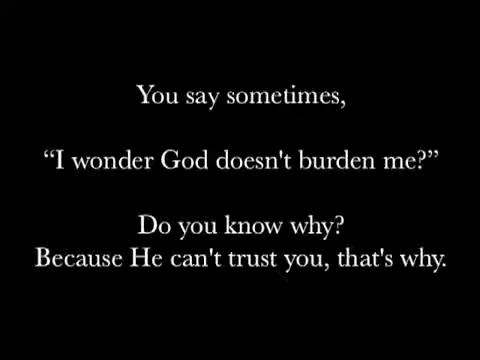 You say sometimes,
“I wonder God doesn't burden me?”
Do you know why?
Because He can't trust you, that's why.